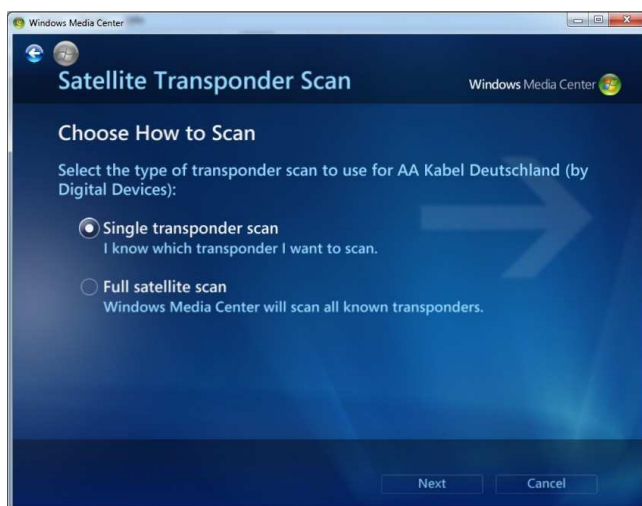 Windows Media Center
Satellite Transponder Scan
Windows Media Center
Choose How to Scan
Select the type of transponder scan to use for AA Kabel Deutschland (by
Digital Devices):
Single transponder scan
I know which transponder I want to scan.
Full satellite scan
Windows Media Center will scan all known transponders.
Next Cancel